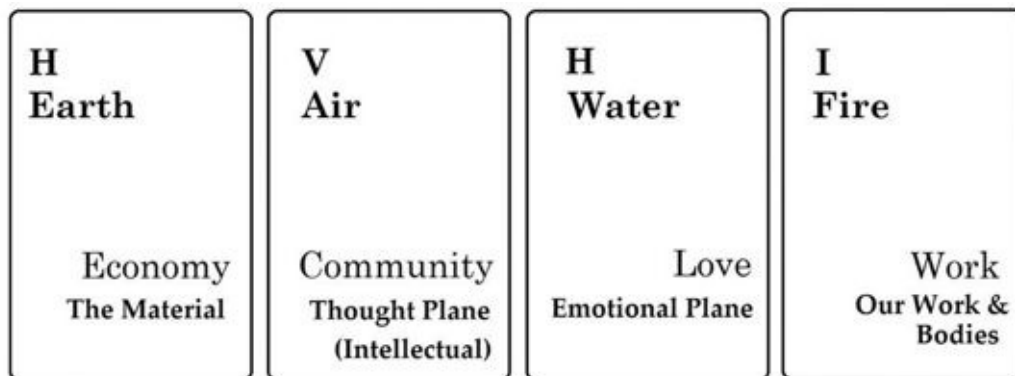 H
Earth
Economy
The Material
V
Air
Community
Thought Plane
(Intellectual)
H
Water
Love
Emotional Plane
I
Fire
Work
Our Work &
Bodies